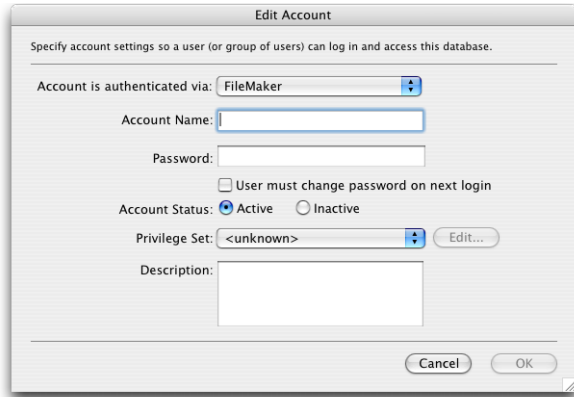 Edit Account
Specify account settings so a user (or group of users) can log in and access this database.
Account is authenticated via: FileMaker
Account Name:
Password:
User must change password on next login
Account Status: Active Inactive
Privilege Set: <unknown> Edit...
Description:
Cancel OK